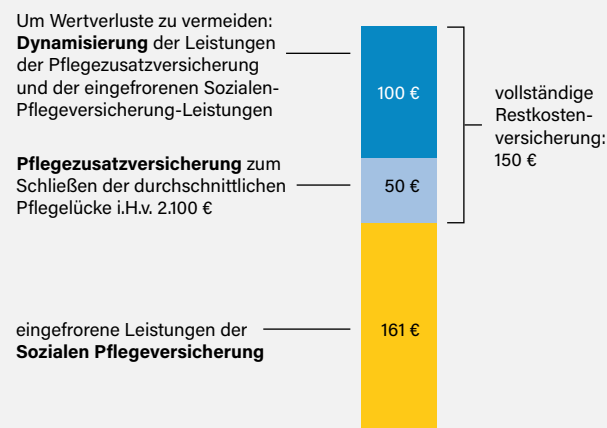 Um Wertverluste zu vermeiden:
Dynamisierung der Leistungen
der Pflegezusatzversicherung
und der eingefrorenen Sozialen-
Pflegeversicherung-Leistungen
100 €
vollständige
Restkosten-
versicherung:
150 €
Pflegezusatzversicherung zum
Schließen der durchschnittlichen
Pflegelücke i.H.v. 2.100 €
50 €
eingefrorene Leistungen der
Sozialen Pflegeversicherung
161 €